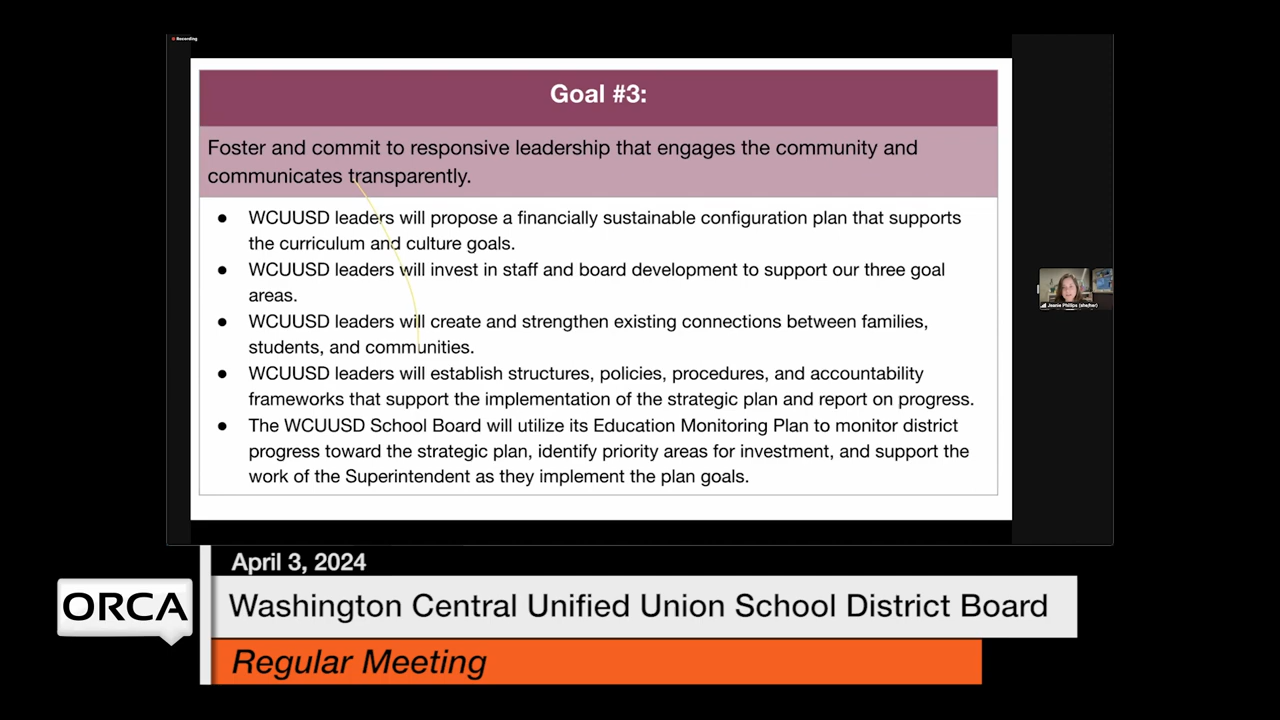 Recording
Goal #3:
Foster and commit to responsive leadership that engages the community and
communicates transparently.
● WCUUSD leaders will propose a financially sustainable configuration plan that supports
the curriculum and culture goals.
● WCUUSD leaders will invest in staff and board development to support our three goal
areas.
● WCUUSD leaders will create and strengthen existing connections between families,
students, and communities.
● WCUUSD leaders will establish structures, policies, procedures, and accountability
frameworks that support the implementation of the strategic plan and report on progress.
● The WCUUSD School Board will utilize its Education Monitoring Plan to monitor district
progress toward the strategic plan, identify priority areas for investment, and support the
work of the Superintendent as they implement the plan goals.
Jeanie Phillips (she/her)
April 3, 2024
ORCA
Washington Central Unified Union School District Board
Regular Meeting